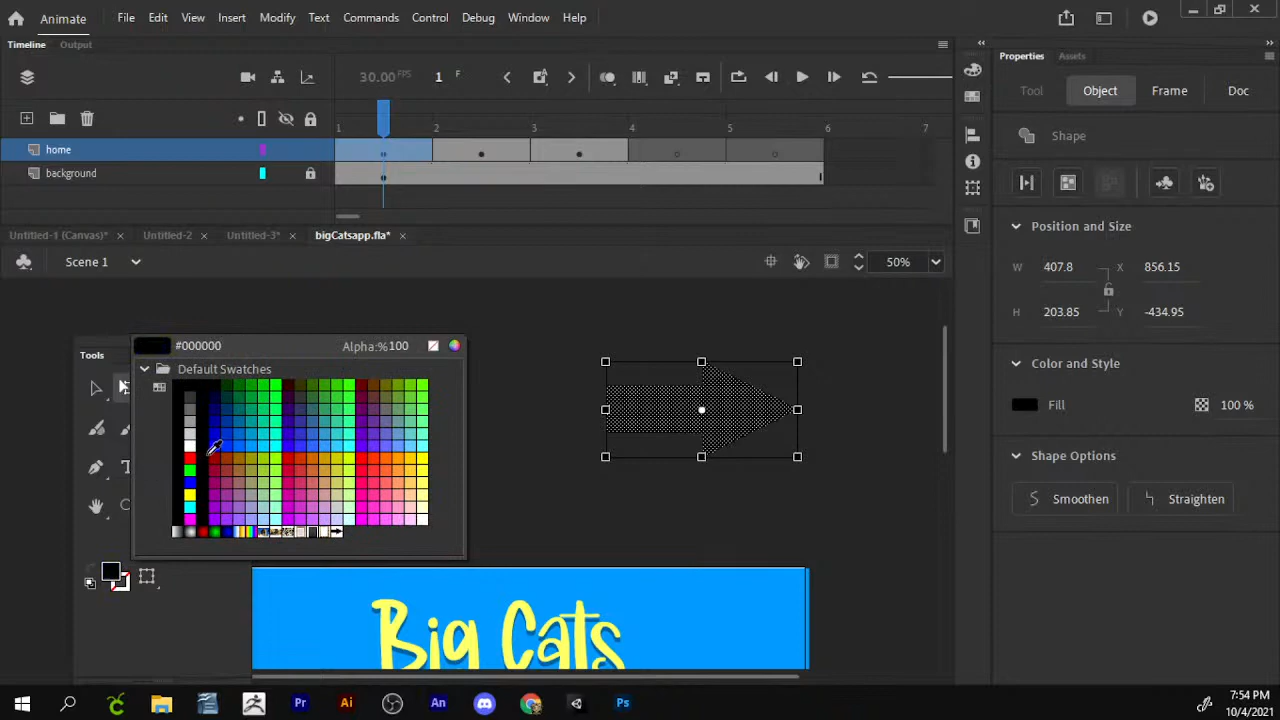 Animate File Edit View Insert Modify Text Commands Control Debug Window Help
Timeline Output
Properties Assets
30.00 FPS 1 F
Tool Object Frame Doc
1 2 3 4 5 6 7
Shape
home
background
Position and Size
Untitled-1 (Canvas)* × Untitled-2 × Untitled-3* × bigCatsapp.fla* ×
Scene 1 50%
W 407.8 X 856.15
H 203.85 Y -434.95
Tools
#000000 Alpha:% 100
Default Swatches
Color and Style
Fill 100 %
T
Shape Options
Smoothen Straighten
Big Cats
Pr Ai An Ps
7:54 PM
10/4/2021